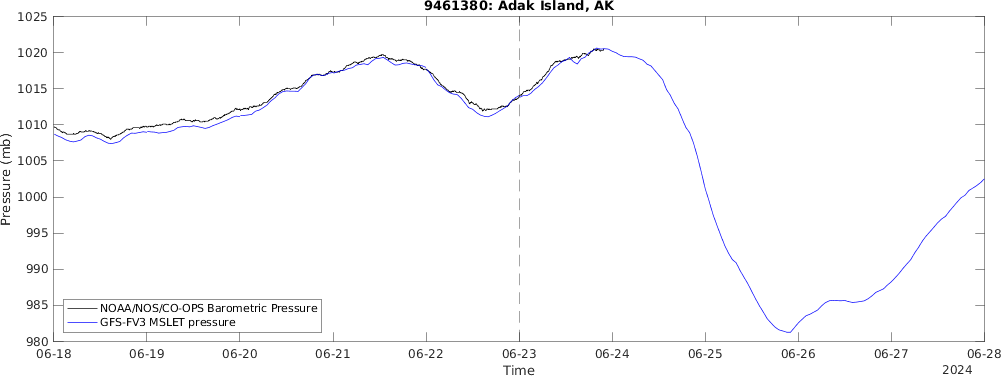 9461380: Adak Island, AK
1025
1020
1015
1010
1005
1000
995
990
985
980
Pressure (mb)
NOAA/NOS/CO-OPS Barometric Pressure
GFS-FV3 MSLET pressure
06-18 06-19 06-20 06-21 06-22 06-23 06-24 06-25 06-26 06-27 06-28
Time
2024